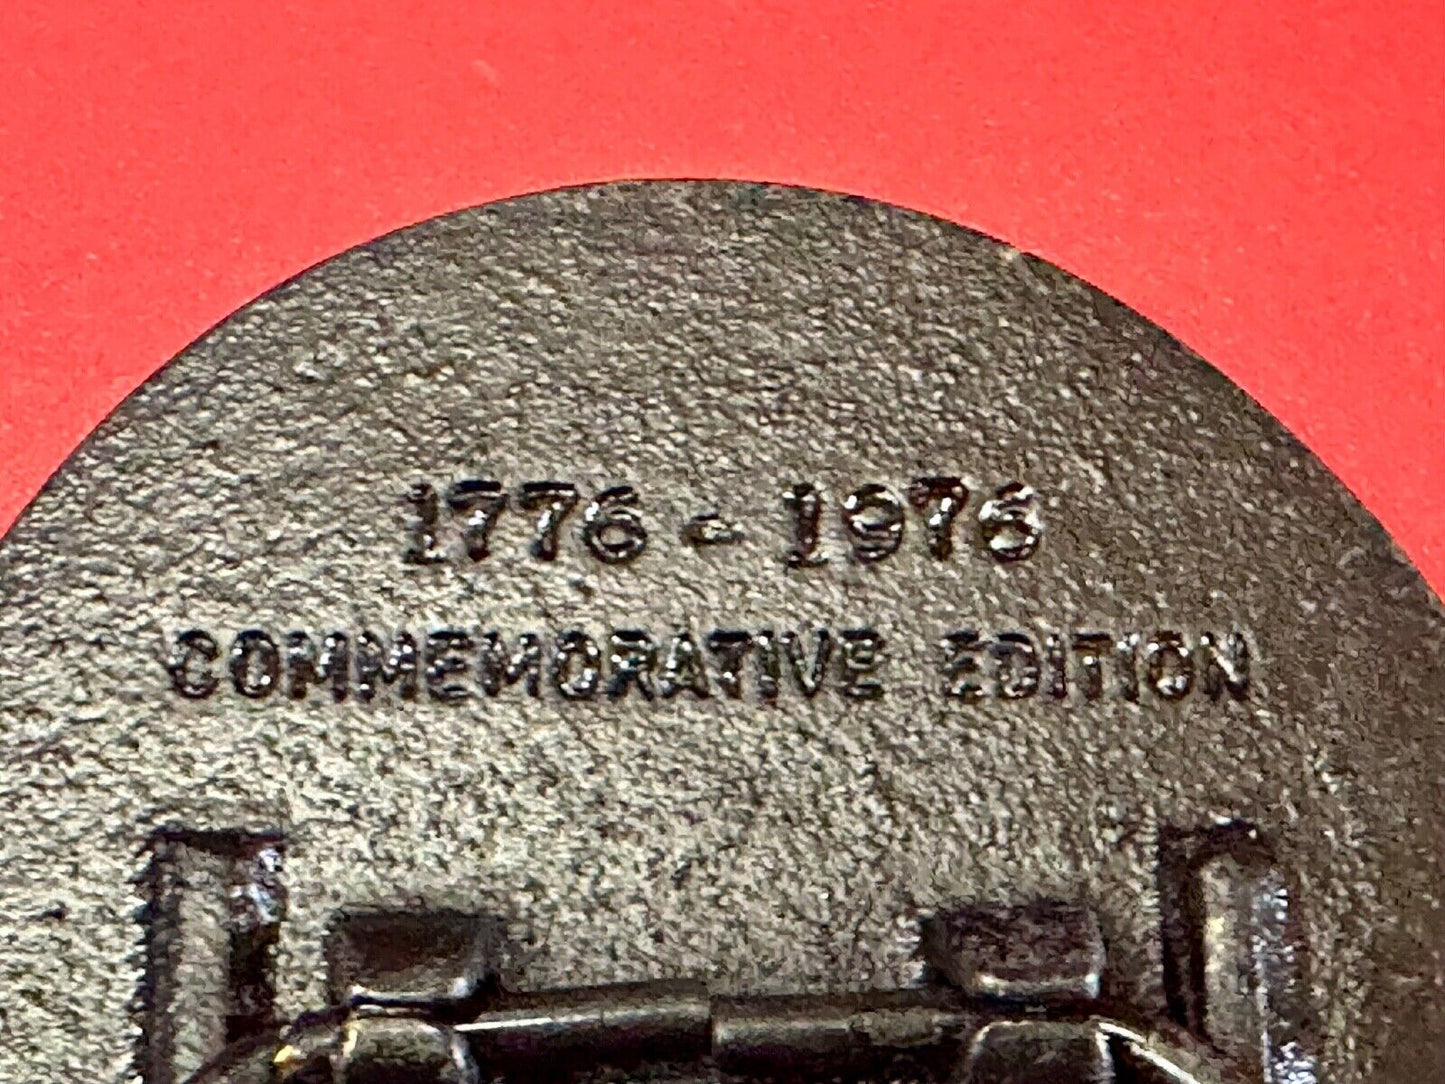 1776 - 1976
COMMEMORATIVE EDITION